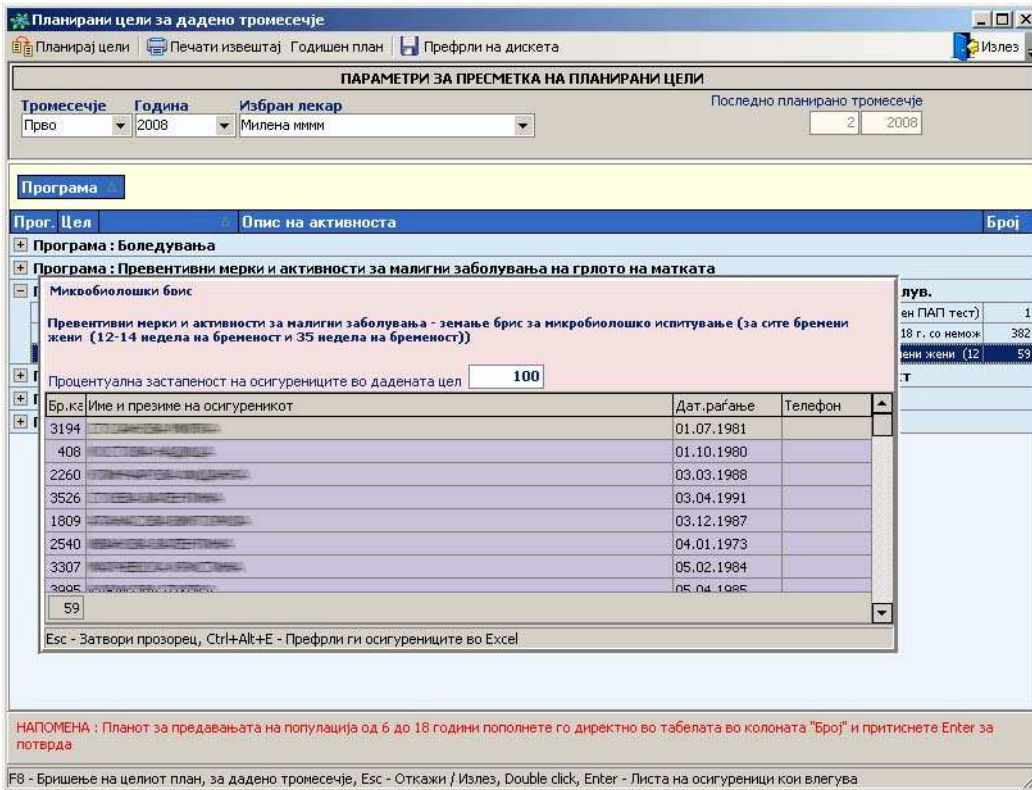 Планирани цели за дадено тромесечје
Планирај цели Печати извештај Годишен план Префрли на дискета Излез
ПАРАМЕТРИ ЗА ПРЕСМЕТКА НА ПЛАНИРАНИ ЦЕЛИ
Тромесечје Година Избран лекар Последно планирано тромесечје
Прво 2008 Милена мммм 2 2008
Програма
Прог. Цел Опис на активноста Број
Програма : Боледувања
Програма : Превентивни мерки и активности за малигни заболувања на грлото на матката
Микробиолошки брис лув.
Превентивни мерки и активности за малигни заболувања - земање брис за микробиолошко испитување (за сите бремени
жени (12-14 недела на бременост и 35 недела на бременост))
ен ПАП тест) 1
18 г. со немож 382
ени жени (12 59
Процентуална застапеност на осигурениците во дадената цел 100
Бр.ка Име и презиме на осигуреникот Дат.раѓање Телефон
3194 01.07.1981
408 01.10.1980
2260 03.03.1988
3526 03.04.1991
1809 03.12.1987
2540 04.01.1973
3307 05.02.1984
3995 05.04.1985
59
Esc - Затвори прозорец, Ctrl+Alt+E - Префрли ги осигурениците во Excel
НАПОМЕНА : Планот за предавањата на популација од 6 до 18 години пополнете го директно во табелата во колоната "Број" и притиснете Enter за
потврда
F8 - Бришење на целиот план, за дадено тромесечје, Esc - Откажи / Излез, Double click, Enter - Листа на осигуреници кои влегува